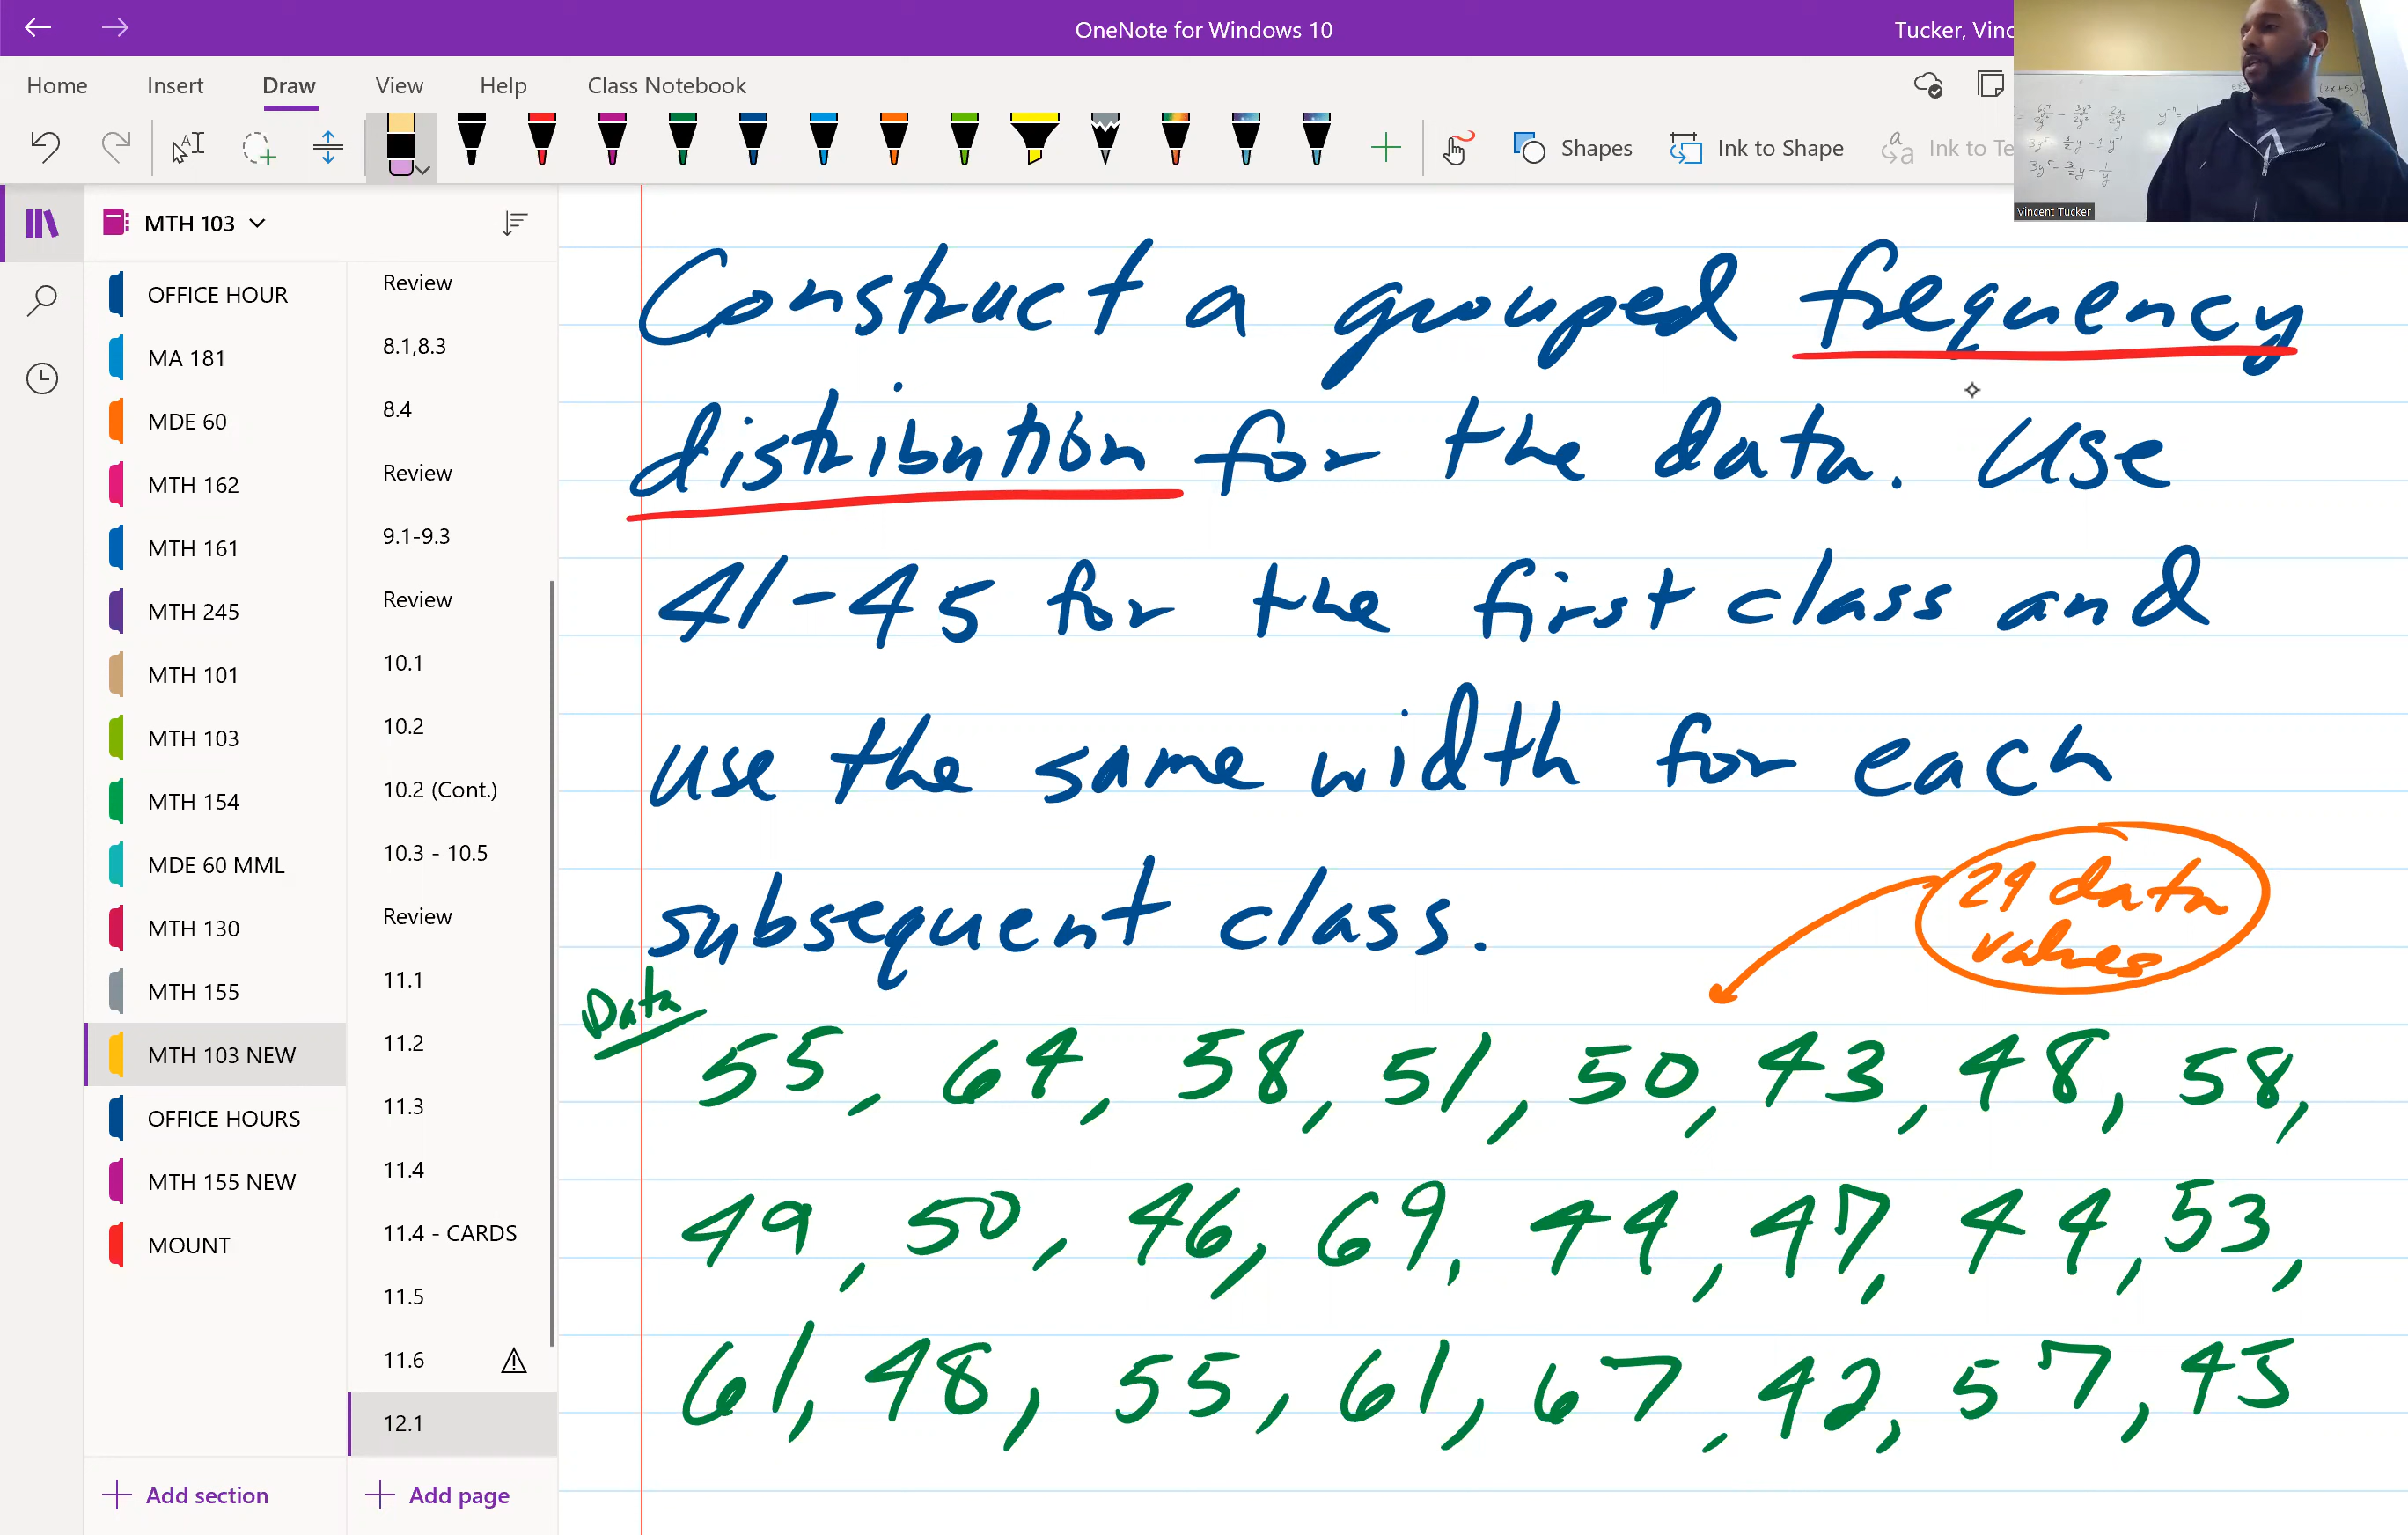 OneNote for Windows 10
Tucker, Vinc
Home Insert Draw View Help Class Notebook
Shapes Ink to Shape Ink to Te
Vincent Tucker
MTH 103
OFFICE HOUR
MA 181
MDE 60
MTH 162
MTH 161
MTH 245
MTH 101
MTH 103
MTH 154
MDE 60 MML
MTH 130
MTH 155
MTH 103 NEW
OFFICE HOURS
MTH 155 NEW
MOUNT
Add section
Review
8.1,8.3
8.4
Review
9.1-9.3
Review
10.1
10.2
10.2 (Cont.)
10.3 - 10.5
Review
11.1
11.2
11.3
11.4
11.4 - CARDS
11.5
11.6
12.1
Add page
Construct a grouped frequency
distribution for the data. Use
41-45 for the first class and
use the same width for each
subsequent class.
24 data
values
Data
55, 64, 58, 51, 50, 43, 48, 58,
49, 50, 46, 69, 44, 47, 44, 53,
61, 48, 55, 61, 67, 42, 57, 45